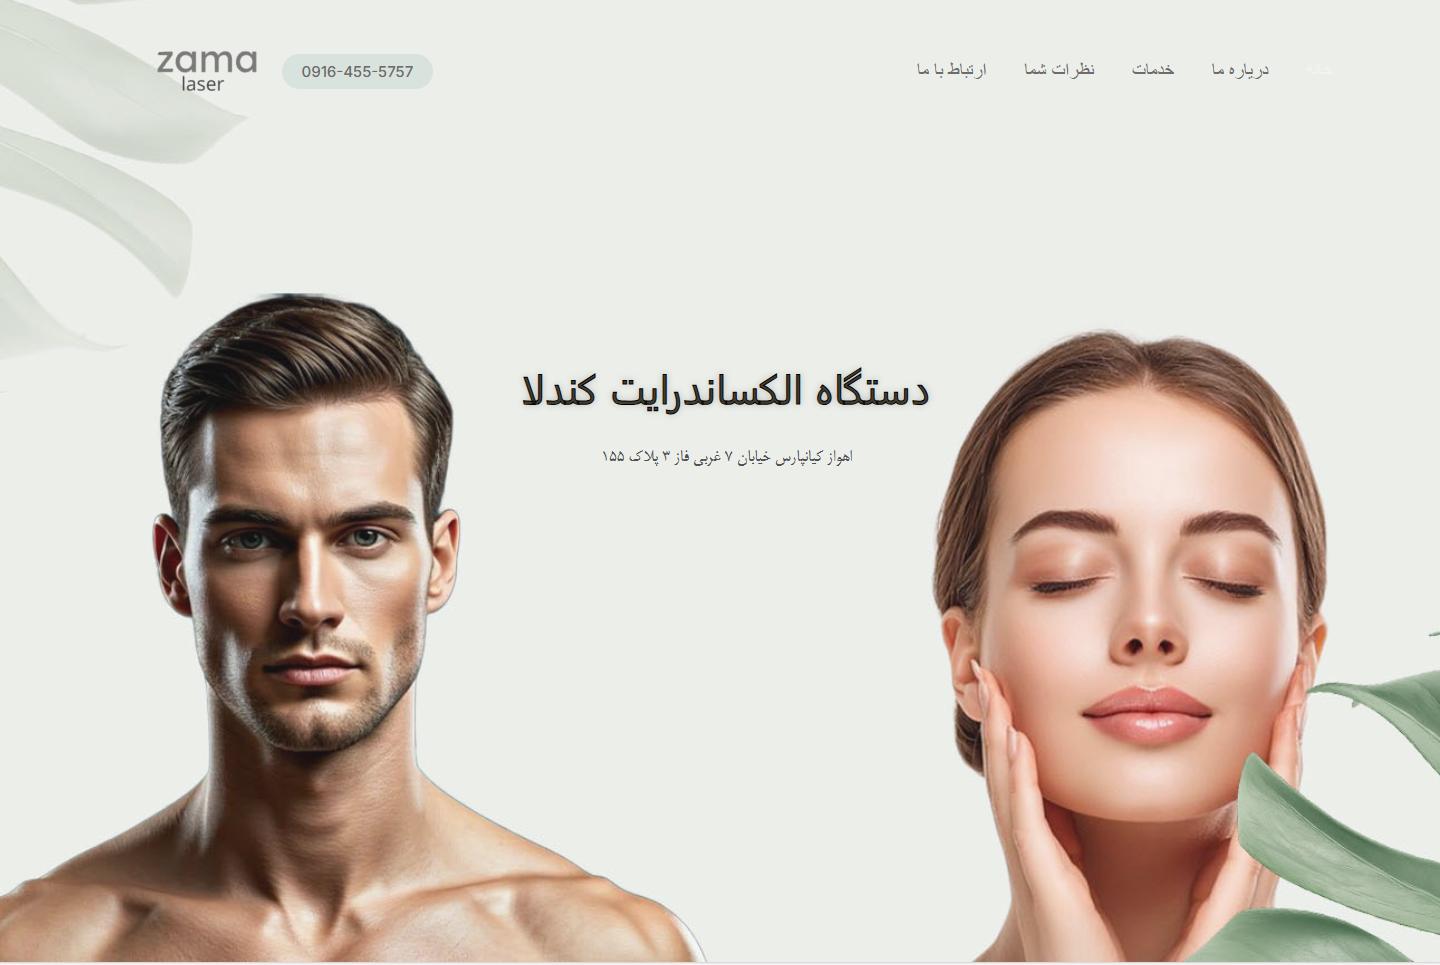 zama
laser
0916-455-5757
خانه درباره ما خدمات نظرات شما ارتباط با ما
دستگاه الکساندرایت کندلا
اهواز کیانپارس خیابان ۷ غربی فاز ۳ پلاک ۱۵۵